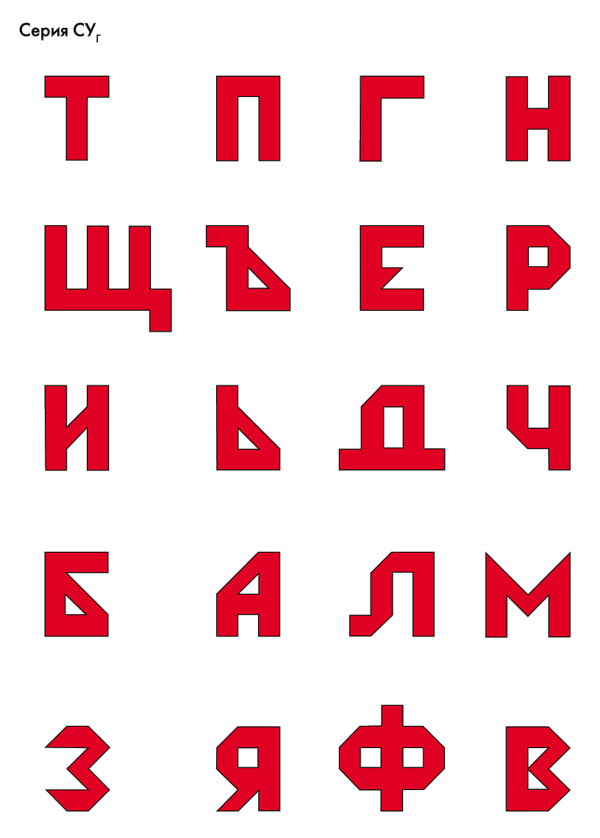 Серия СУг
Т П Г Н
Щ Ъ Е Р
И Ь Д Ч
Б А Л М
З Я Ф В